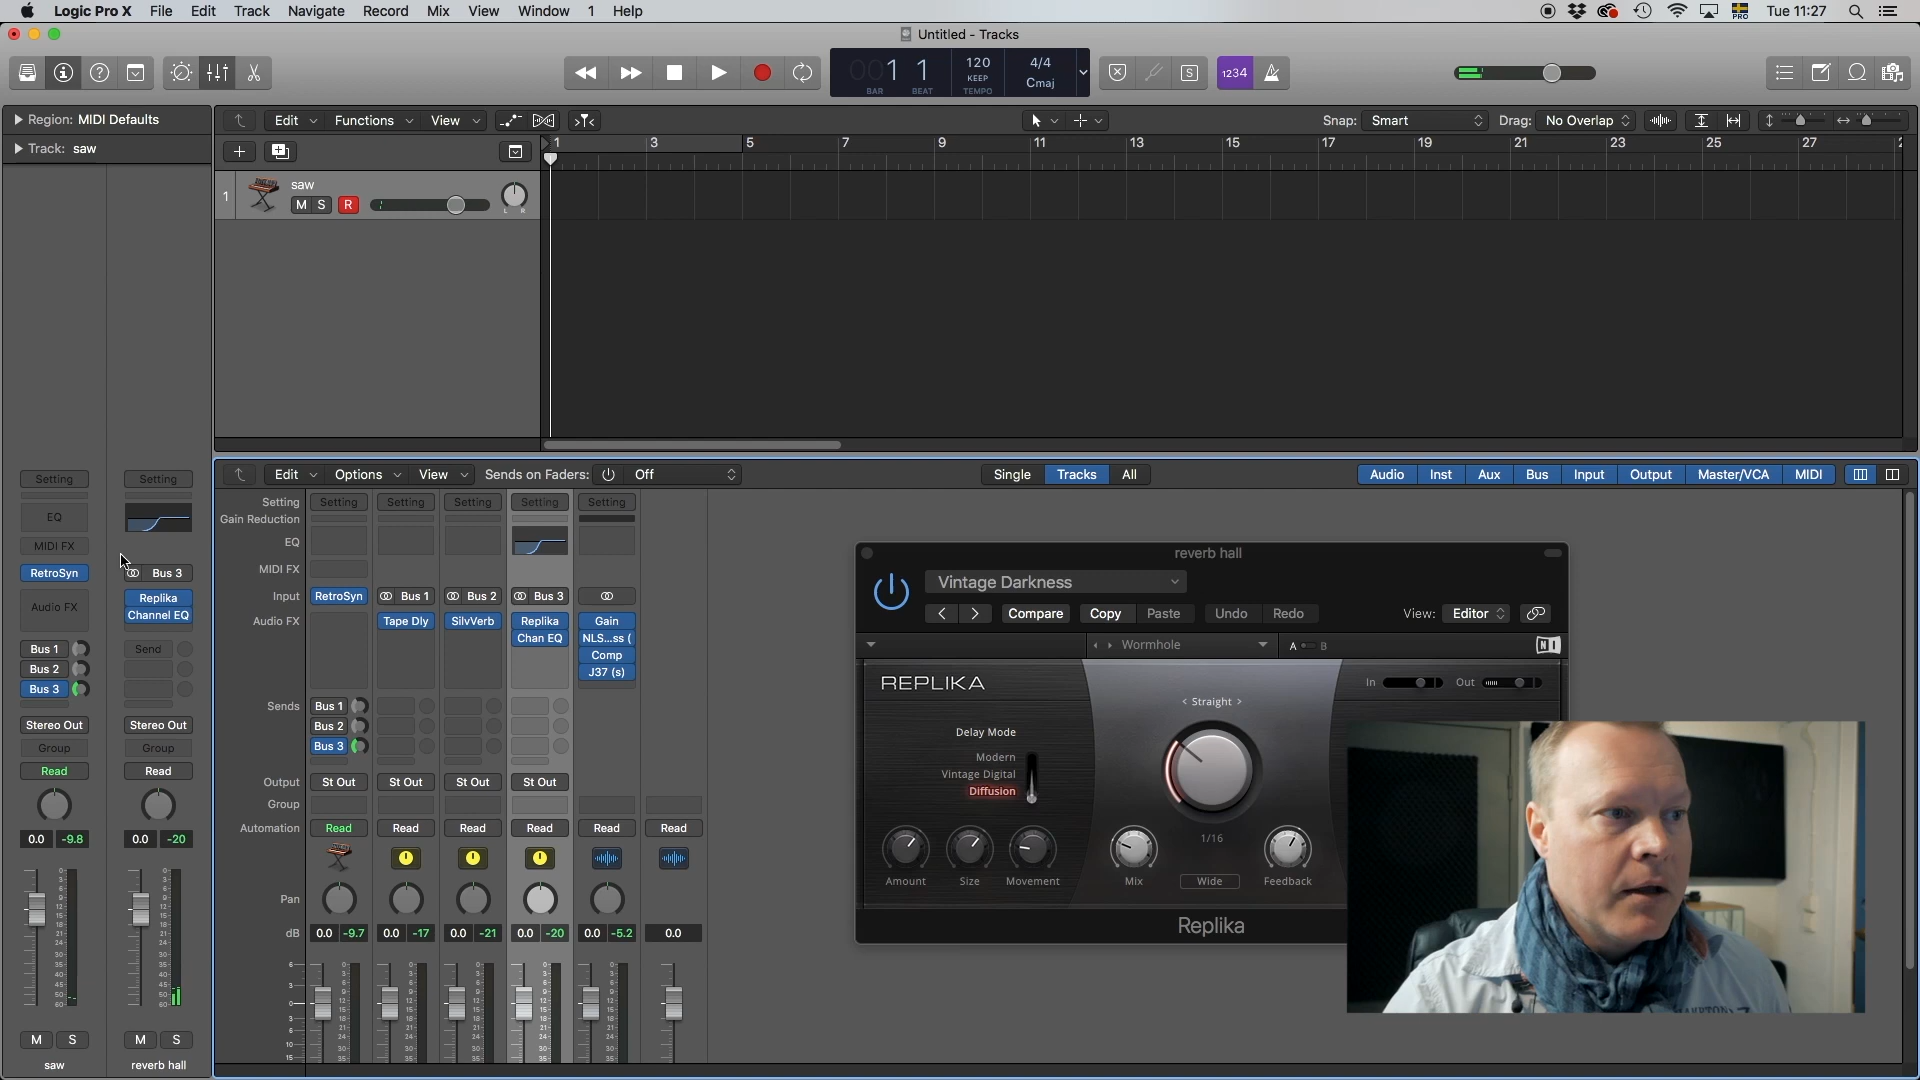 Logic Pro X File Edit Track Navigate Record Mix View Window 1 Help PRO Tue 11:27
Untitled - Tracks
001 1 120 4/4
KEEP Cmaj
BAR BEAT TEMPO
S 1234
Region: MIDI Defaults
Edit Functions View Snap: Smart Drag: No Overlap
Track: saw
1 3 5 7 9 11 13 15 17 19 21 23 25 27
1 saw
M S R
L R
Edit Options View Sends on Faders: Off Single Tracks All Audio Inst Aux Bus Input Output Master/VCA MIDI
Setting Setting
EQ
MIDI FX
RetroSyn Bus 3
Audio FX Replika
Channel EQ
Bus 1 Send
Bus 2
Bus 3
Stereo Out Stereo Out
Group Group
Read Read
0.0 -9.8 0.0 -20
M S M S
saw reverb hall
Setting Setting Setting Setting Setting Setting
Gain Reduction
EQ
MIDI FX
Input RetroSyn Bus 1 Bus 2 Bus 3
Audio FX Tape Dly SilvVerb Replika Gain
Chan EQ NLS...ss (
Comp
J37 (s)
Sends Bus 1
Bus 2
Bus 3
Output St Out St Out St Out St Out
Group
Automation Read Read Read Read Read Read
Pan
dB 0.0 -9.7 0.0 -17 0.0 -21 0.0 -20 0.0 -5.2 0.0
reverb hall
Vintage Darkness
Compare Copy Paste Undo Redo View: Editor
Wormhole A B NI
REPLIKA In Out
< Straight >
Delay Mode
Modern
Vintage Digital
Diffusion
1/16
Amount Size Movement Mix Wide Feedback
Replika